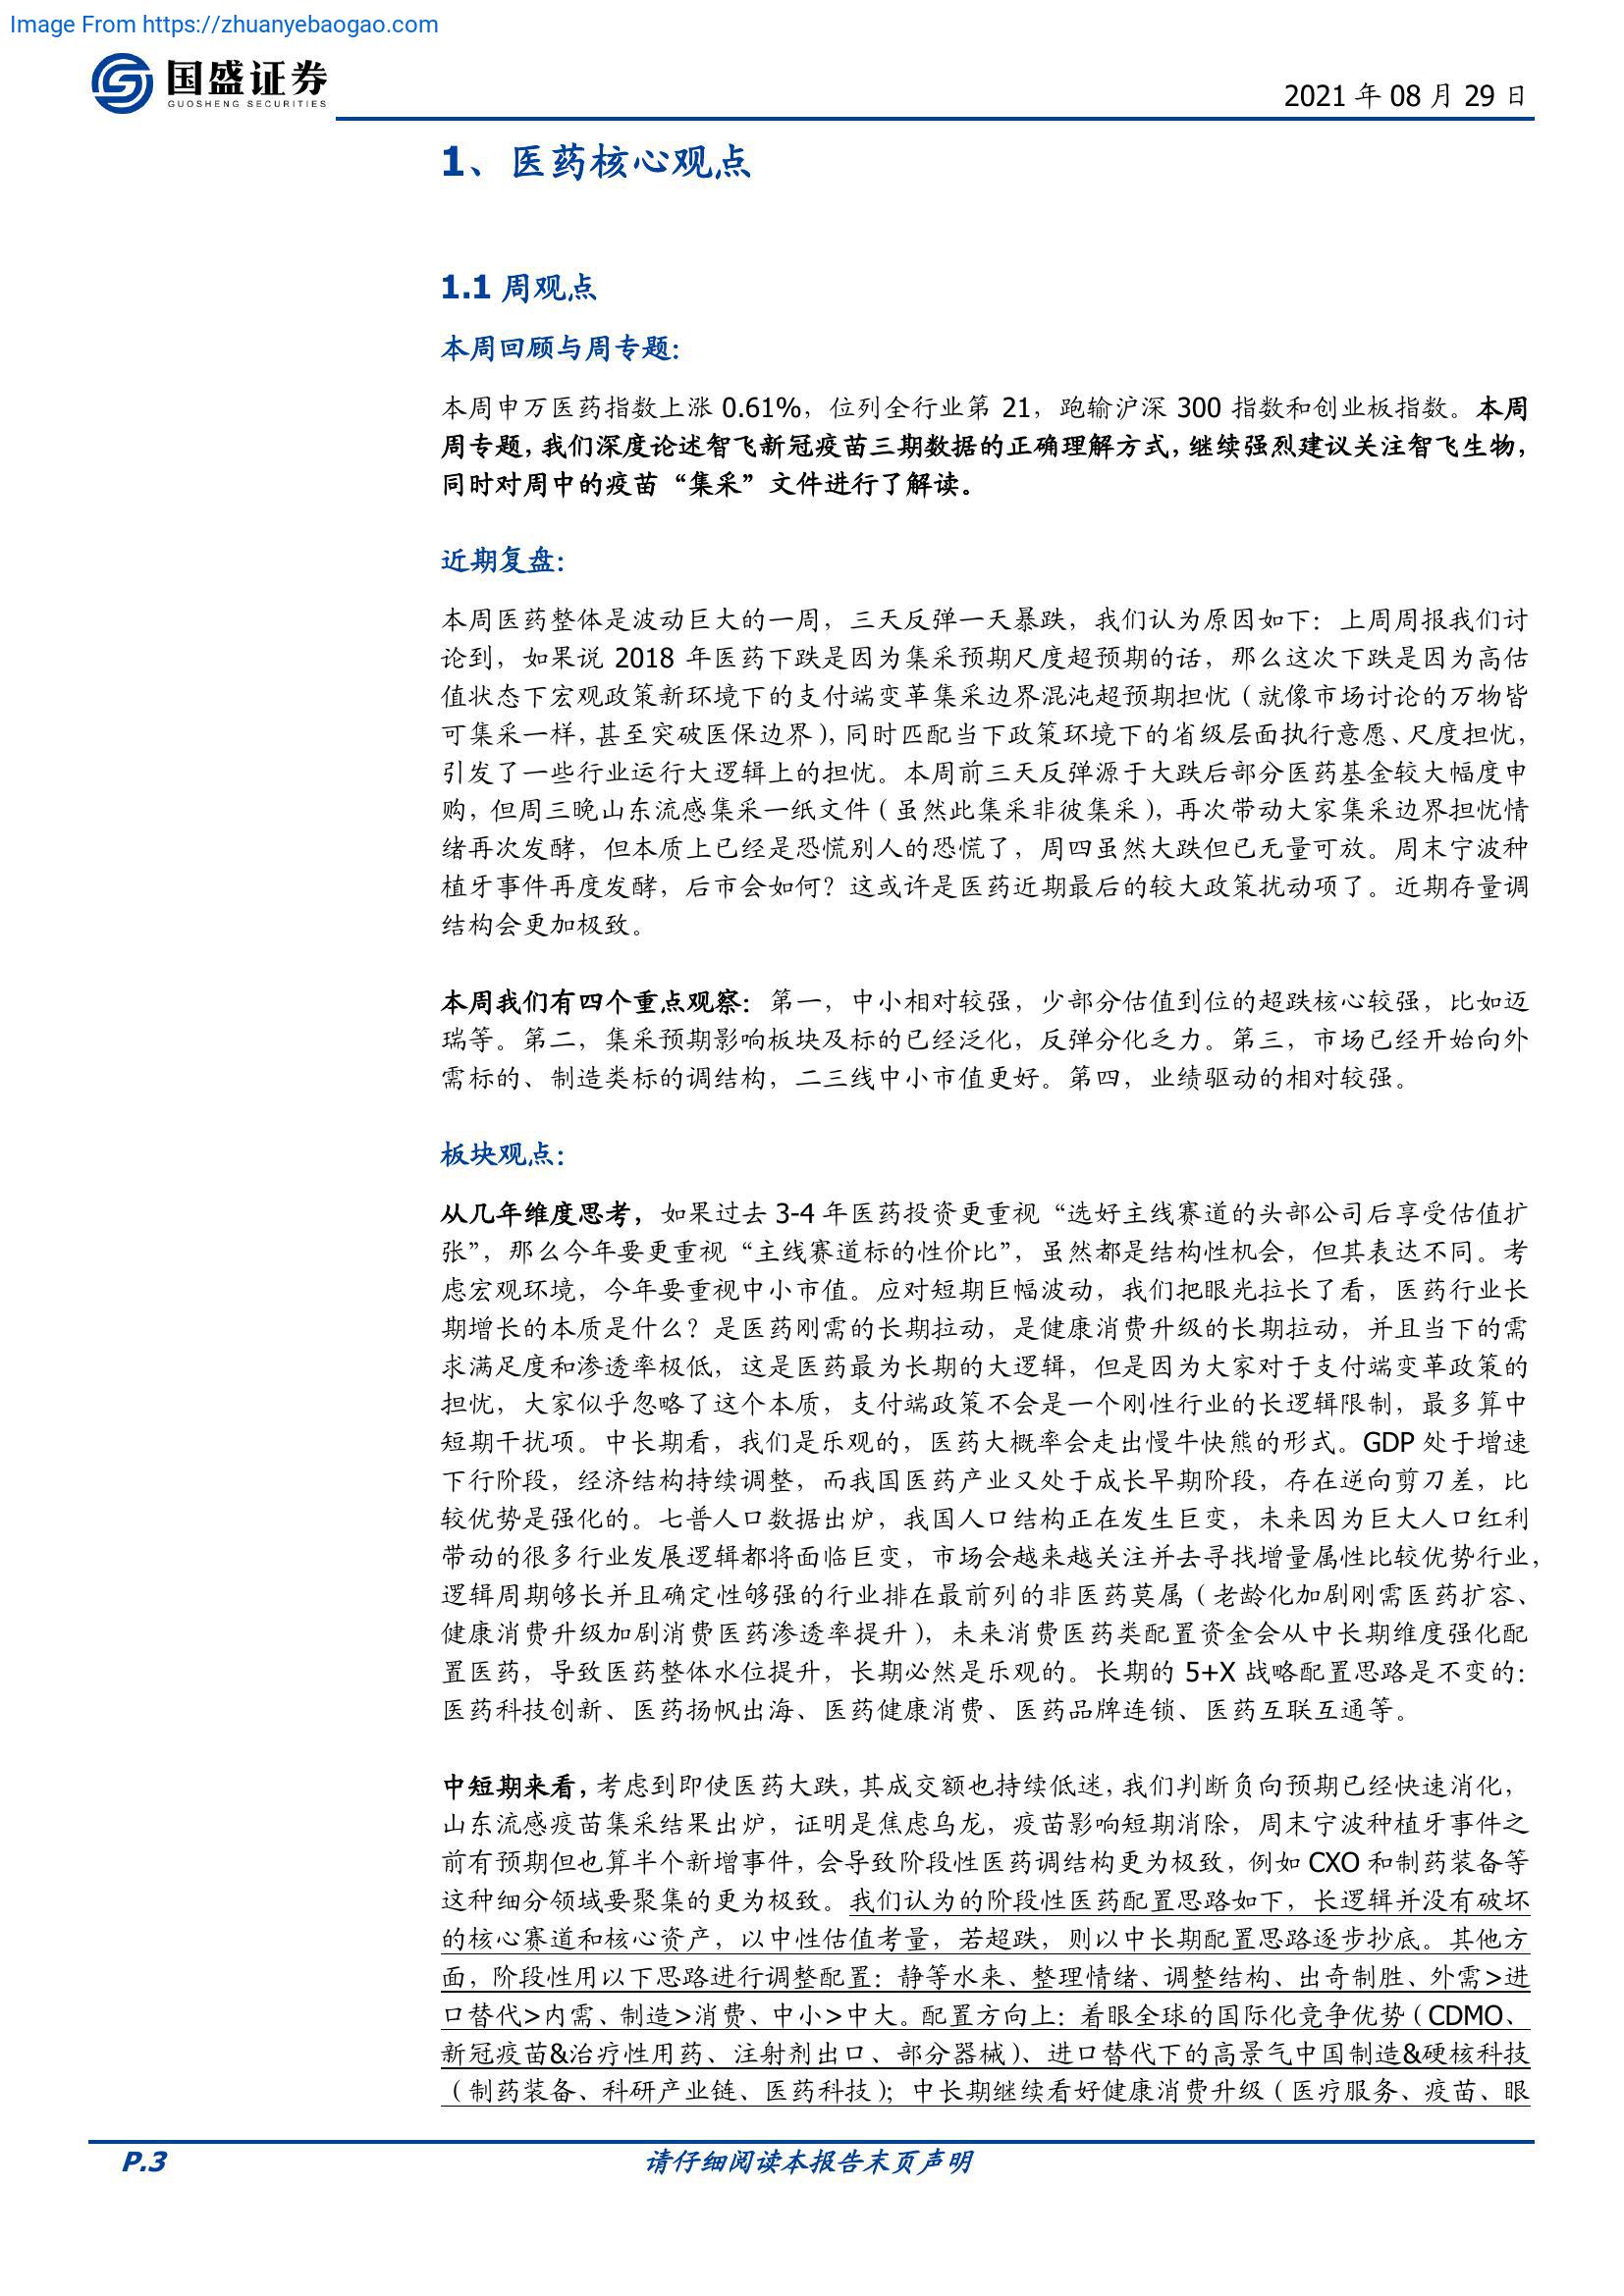 Image From https://zhuanyebaogao.com
国盛证券
GUOSHENG SECURITIES
2021 年 08 月 29 日
1、医药核心观点
1.1 周观点
本周回顾与周专题：
本周申万医药指数上涨 0.61%，位列全行业第 21，跑输沪深 300 指数和创业板指数。本周
周专题，我们深度论述智飞新冠疫苗三期数据的正确理解方式，继续强烈建议关注智飞生物，
同时对周中的疫苗“集采”文件进行了解读。
近期复盘：
本周医药整体是波动巨大的一周，三天反弹一天暴跌，我们认为原因如下：上周周报我们讨
论到，如果说 2018 年医药下跌是因为集采预期尺度超预期的话，那么这次下跌是因为高估
值状态下宏观政策新环境下的支付端变革集采边界混沌超预期担忧（就像市场讨论的万物皆
可集采一样，甚至突破医保边界），同时匹配当下政策环境下的省级层面执行意愿、尺度担忧，
引发了一些行业运行大逻辑上的担忧。本周前三天反弹源于大跌后部分医药基金较大幅度申
购，但周三晚山东流感集采一纸文件（虽然此集采非彼集采），再次带动大家集采边界担忧情
绪再次发酵，但本质上已经是恐慌别人的恐慌了，周四虽然大跌但已无量可放。周末宁波种
植牙事件再度发酵，后市会如何？这或许是医药近期最后的较大政策扰动项了。近期存量调
结构会更加极致。
本周我们有四个重点观察：第一，中小相对较强，少部分估值到位的超跌核心较强，比如迈
瑞等。第二，集采预期影响板块及标的已经泛化，反弹分化乏力。第三，市场已经开始向外
需标的、制造类标的调结构，二三线中小市值更好。第四，业绩驱动的相对较强。
板块观点：
从几年维度思考，如果过去 3-4 年医药投资更重视“选好主线赛道的头部公司后享受估值扩
张”，那么今年要更重视“主线赛道标的性价比”，虽然都是结构性机会，但其表达不同。考
虑宏观环境，今年要重视中小市值。应对短期巨幅波动，我们把眼光拉长了看，医药行业长
期增长的本质是什么？是医药刚需的长期拉动，是健康消费升级的长期拉动，并且当下的需
求满足度和渗透率极低，这是医药最为长期的大逻辑，但是因为大家对于支付端变革政策的
担忧，大家似乎忽略了这个本质，支付端政策不会是一个刚性行业的长逻辑限制，最多算中
短期干扰项。中长期看，我们是乐观的，医药大概率会走出慢牛快熊的形式。GDP 处于增速
下行阶段，经济结构持续调整，而我国医药产业又处于成长早期阶段，存在逆向剪刀差，比
较优势是强化的。七普人口数据出炉，我国人口结构正在发生巨变，未来因为巨大人口红利
带动的很多行业发展逻辑都将面临巨变，市场会越来越关注并去寻找增量属性比较优势行业，
逻辑周期够长并且确定性够强的行业排在最前列的非医药莫属（老龄化加剧刚需医药扩容、
健康消费升级加剧消费医药渗透率提升），未来消费医药类配置资金会从中长期维度强化配
置医药，导致医药整体水位提升，长期必然是乐观的。长期的 5+X 战略配置思路是不变的：
医药科技创新、医药扬帆出海、医药健康消费、医药品牌连锁、医药互联互通等。
中短期来看，考虑到即使医药大跌，其成交额也持续低迷，我们判断负向预期已经快速消化，
山东流感疫苗集采结果出炉，证明是焦虑乌龙，疫苗影响短期消除，周末宁波种植牙事件之
前有预期但也算半个新增事件，会导致阶段性医药调结构更为极致，例如 CXO 和制药装备等
这种细分领域要聚集的更为极致。我们认为的阶段性医药配置思路如下，长逻辑并没有破坏
的核心赛道和核心资产，以中性估值考量，若超跌，则以中长期配置思路逐步抄底。其他方
面，阶段性用以下思路进行调整配置：静等水来、整理情绪、调整结构、出奇制胜、外需>进
口替代>内需、制造>消费、中小>中大。配置方向上：着眼全球的国际化竞争优势（CDMO、
新冠疫苗&治疗性用药、注射剂出口、部分器械）、进口替代下的高景气中国制造&硬核科技
（制药装备、科研产业链、医药科技）；中长期继续看好健康消费升级（医疗服务、疫苗、眼
P.3
请仔细阅读本报告末页声明